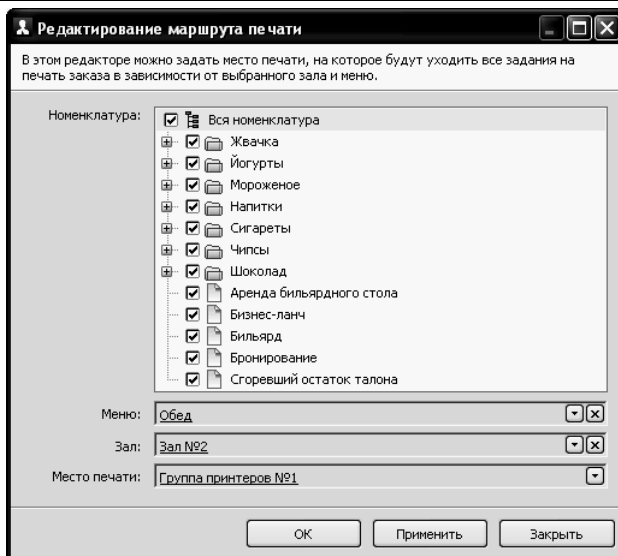 Редактирование маршрута печати
В этом редакторе можно задать место печати, на которое будут уходить все задания на
печать заказа в зависимости от выбранного зала и меню.
Номенклатура:
Вся номенклатура
Жвачка
Йогурты
Мороженое
Напитки
Сигареты
Чипсы
Шоколад
Аренда бильярдного стола
Бизнес-ланч
Бильярд
Бронирование
Сгоревший остаток талона
Меню: Обед
Зал: Зал №2
Место печати: Группа принтеров №1
ОК Применить Закрыть